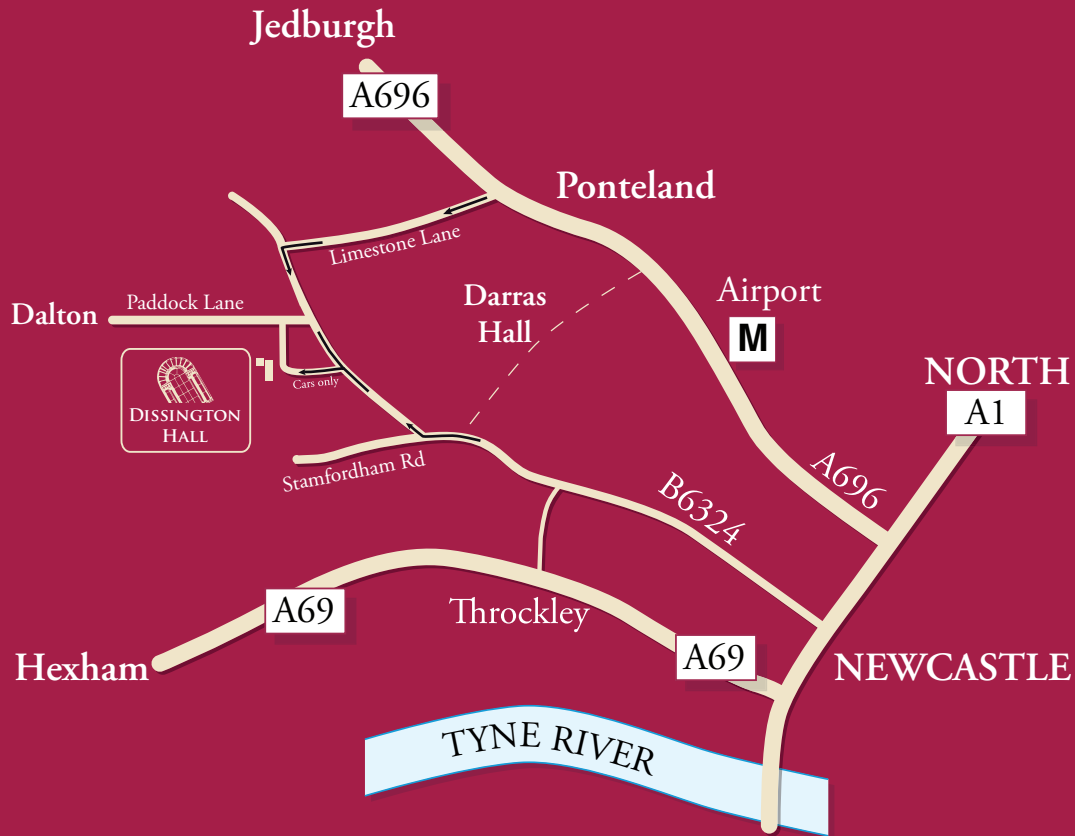 Jedburgh
A696
Ponteland
Limestone Lane
Darras
Hall
Airport
M
Dalton
Paddock Lane
NORTH
A1
Cars only
DISSINGTON
HALL
Stamfordham Rd
A696
B6324
A69
Throckley
A69
Hexham
NEWCASTLE
TYNE RIVER